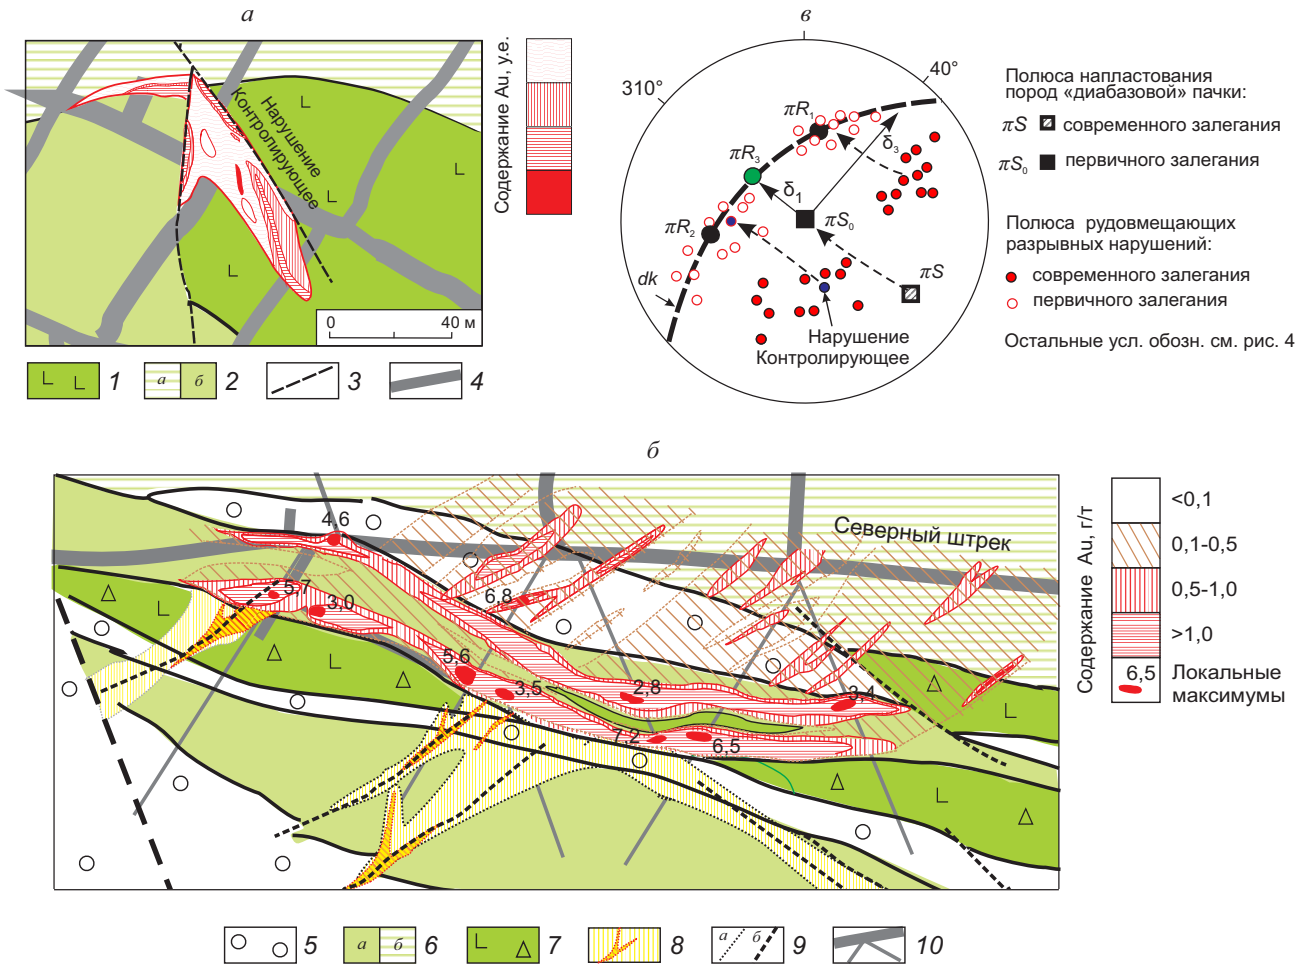 а
Нарушение
Контролирующее
0
40 м
Содержание Au, у.е.
1
а
б
2
3
4
в
310°
40°
πR₁
πR₃
πR₂
δ₃
δ₁
πS₀
πS
dk
Нарушение
Контролирующее
Полюса напластования
пород «диабазовой» пачки:
πS
современного залегания
πS₀
первичного залегания
Полюса рудовмещающих
разрывных нарушений:
современного залегания
первичного залегания
Остальные усл. обозн. см. рис. 4
б
Северный штрек
4,6
5,7
3,0
6,8
5,6
3,5
2,8
3,4
7,2
6,5
Содержание Au, г/т
<0,1
0,1-0,5
0,5-1,0
>1,0
6,5
Локальные
максимумы
5
а
б
6
7
8
а
б
9
10